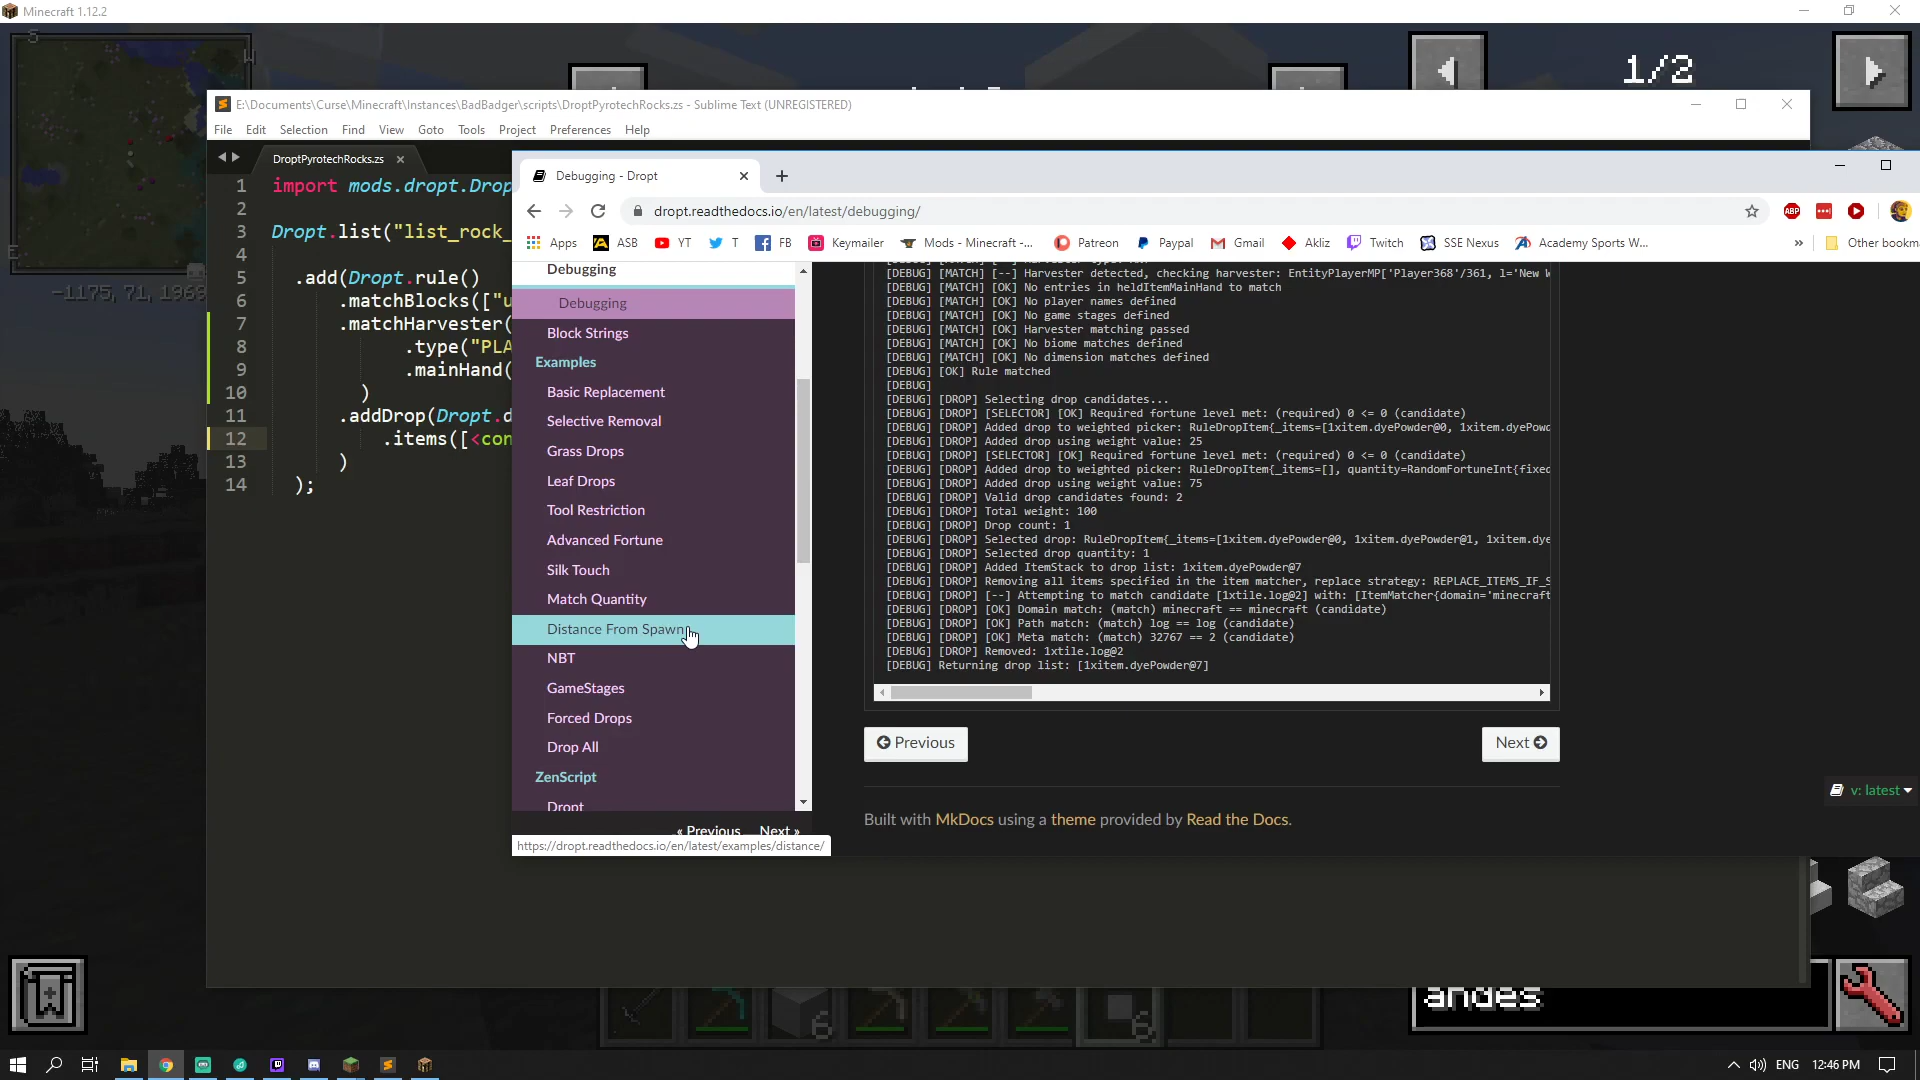 Minecraft 1.12.2
S
W
E
-1175, 71, 1969
1/2
E:\Documents\Curse\Minecraft\Instances\BadBadger\scripts\DroptPyrotechRocks.zs - Sublime Text (UNREGISTERED)
File Edit Selection Find View Goto Tools Project Preferences Help
DroptPyrotechRocks.zs
1 import mods.dropt.Drop
2
3 Dropt.list("list_rock_
4
5 .add(Dropt.rule()
6 .matchBlocks(["u
7 .matchHarvester(
8 .type("PLA
9 .mainHand(
10 )
11 .addDrop(Dropt.d
12 .items([<con
13 )
14 );
Debugging - Dropt
dropt.readthedocs.io/en/latest/debugging/
ABP
Apps ASB YT T FB Keymailer Mods - Minecraft -... Patreon Paypal Gmail Akliz Twitch SSE Nexus Academy Sports W... » Other bookm
Debugging
Debugging
Block Strings
Examples
Basic Replacement
Selective Removal
Grass Drops
Leaf Drops
Tool Restriction
Advanced Fortune
Silk Touch
Match Quantity
Distance From Spawn
NBT
GameStages
Forced Drops
Drop All
ZenScript
Dropt
« Previous Next »
https://dropt.readthedocs.io/en/latest/examples/distance/
[DEBUG] [MATCH] [--] Harvester detected, checking harvester: EntityPlayerMP['Player368'/361, l='New W
[DEBUG] [MATCH] [OK] No entries in heldItemMainHand to match
[DEBUG] [MATCH] [OK] No player names defined
[DEBUG] [MATCH] [OK] No game stages defined
[DEBUG] [MATCH] [OK] Harvester matching passed
[DEBUG] [MATCH] [OK] No biome matches defined
[DEBUG] [MATCH] [OK] No dimension matches defined
[DEBUG] [OK] Rule matched
[DEBUG]
[DEBUG] [DROP] Selecting drop candidates...
[DEBUG] [DROP] [SELECTOR] [OK] Required fortune level met: (required) 0 <= 0 (candidate)
[DEBUG] [DROP] Added drop to weighted picker: RuleDropItem{_items=[1xitem.dyePowder@0, 1xitem.dyePowd
[DEBUG] [DROP] Added drop using weight value: 25
[DEBUG] [DROP] [SELECTOR] [OK] Required fortune level met: (required) 0 <= 0 (candidate)
[DEBUG] [DROP] Added drop to weighted picker: RuleDropItem{_items=[], quantity=RandomFortuneInt{fixed
[DEBUG] [DROP] Added drop using weight value: 75
[DEBUG] [DROP] Valid drop candidates found: 2
[DEBUG] [DROP] Total weight: 100
[DEBUG] [DROP] Drop count: 1
[DEBUG] [DROP] Selected drop: RuleDropItem{_items=[1xitem.dyePowder@0, 1xitem.dyePowder@1, 1xitem.dye
[DEBUG] [DROP] Selected drop quantity: 1
[DEBUG] [DROP] Added ItemStack to drop list: 1xitem.dyePowder@7
[DEBUG] [DROP] Removing all items specified in the item matcher, replace strategy: REPLACE_ITEMS_IF_S
[DEBUG] [DROP] [--] Attempting to match candidate [1xtile.log@2] with: [ItemMatcher{domain='minecraft
[DEBUG] [DROP] [OK] Domain match: (match) minecraft == minecraft (candidate)
[DEBUG] [DROP] [OK] Path match: (match) log == log (candidate)
[DEBUG] [DROP] [OK] Meta match: (match) 32767 == 2 (candidate)
[DEBUG] [DROP] Removed: 1xtile.log@2
[DEBUG] Returning drop list: [1xitem.dyePowder@7]
Previous
Next
Built with MkDocs using a theme provided by Read the Docs.
v: latest
6
6
andes
ENG 12:46 PM